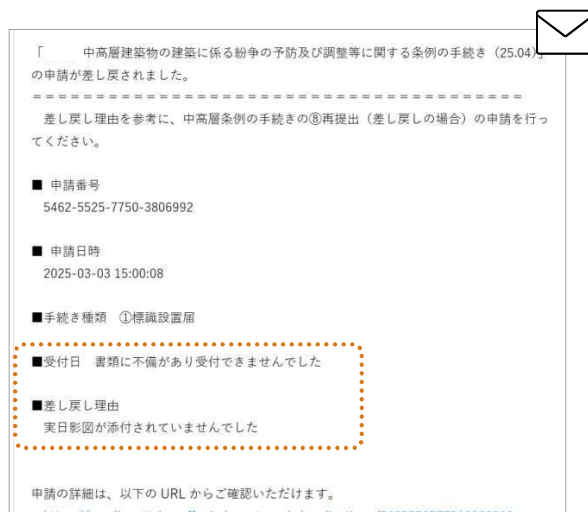 「　　　中高層建築物の建築に係る紛争の予防及び調整等に関する条例の手続き（25.04）」
の申請が差し戻されました。
＝＝＝＝＝＝＝＝＝＝＝＝＝＝＝＝＝＝＝＝＝＝＝＝＝＝＝＝＝＝＝＝＝＝＝＝＝＝＝
差し戻し理由を参考に、中高層条例の手続きの⑧再提出（差し戻しの場合）の申請を行っ
てください。
■ 申請番号
5462-5525-7750-3806992
■ 申請日時
2025-03-03 15:00:08
■手続き種類　①標識設置届
■受付日　書類に不備があり受付できませんでした
■差し戻し理由
実日影図が添付されていませんでした
申請の詳細は、以下の URL からご確認いただけます。